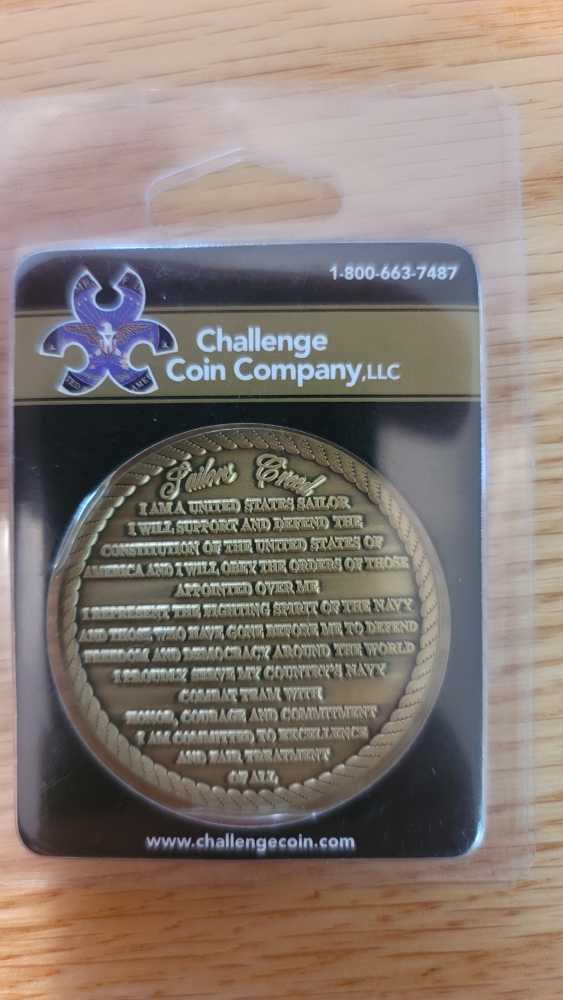 1-800-663-7487
Challenge
Coin Company, LLC
Sailors Creed
I AM A UNITED STATES SAILOR
I WILL SUPPORT AND DEFEND THE
CONSTITUTION OF THE UNITED STATES OF
AMERICA AND I WILL OBEY THE ORDERS OF THOSE
APPOINTED OVER ME
I REPRESENT THE FIGHTING SPIRIT OF THE NAVY
AND THOSE WHO HAVE GONE BEFORE ME TO DEFEND
FREEDOM AND DEMOCRACY AROUND THE WORLD
I PROUDLY SERVE MY COUNTRY'S NAVY
COMBAT TEAM WITH
HONOR, COURAGE AND COMMITMENT
I AM COMMITTED TO EXCELLENCE
AND FAIR TREATMENT
OF ALL
www.challengecoin.com